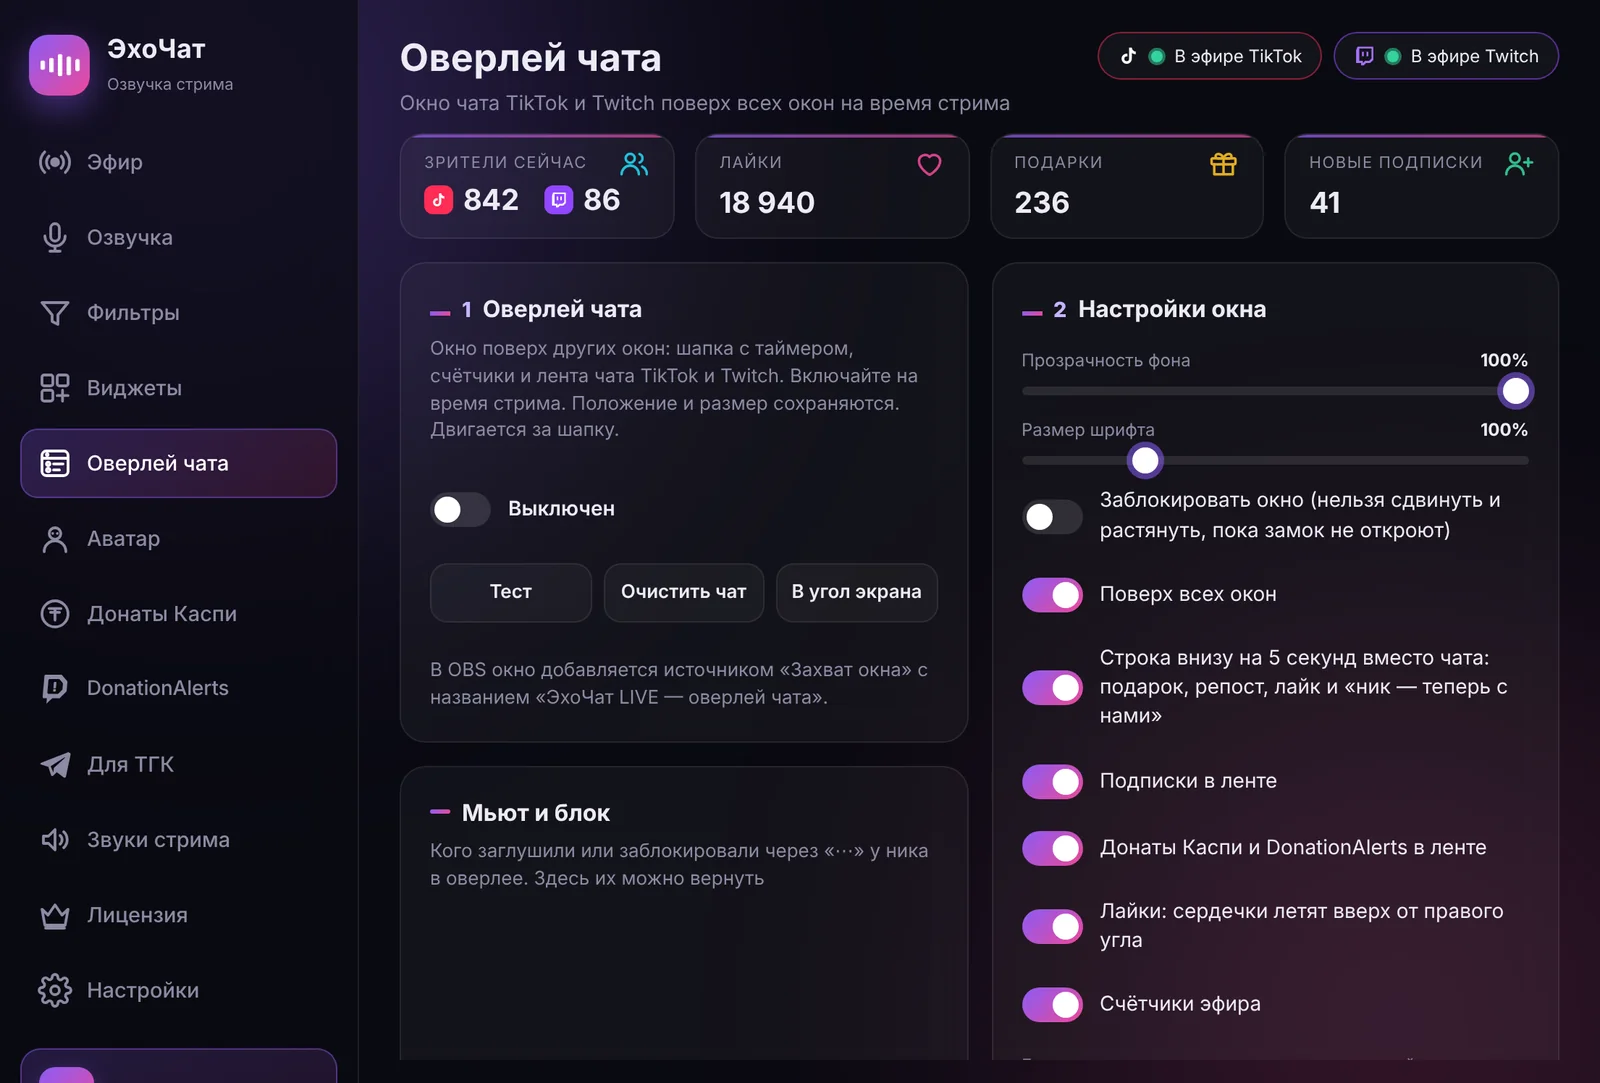 ЭхоЧат
Озвучка стрима
Эфир
Озвучка
Фильтры
Виджеты
Оверлей чата
Аватар
Донаты Каспи
DonationAlerts
Для ТГК
Звуки стрима
Лицензия
Настройки
Оверлей чата
Окно чата TikTok и Twitch поверх всех окон на время стрима
В эфире TikTok
В эфире Twitch
ЗРИТЕЛИ СЕЙЧАС
842 86
ЛАЙКИ
18 940
ПОДАРКИ
236
НОВЫЕ ПОДПИСКИ
41
1 Оверлей чата
Окно поверх других окон: шапка с таймером,
счётчики и лента чата TikTok и Twitch. Включайте на
время стрима. Положение и размер сохраняются.
Двигается за шапку.
Выключен
Тест
Очистить чат
В угол экрана
В OBS окно добавляется источником «Захват окна» с
названием «ЭхоЧат LIVE — оверлей чата».
Мьют и блок
Кого заглушили или заблокировали через «···» у ника
в оверлее. Здесь их можно вернуть
2 Настройки окна
Прозрачность фона 100%
Размер шрифта 100%
Заблокировать окно (нельзя сдвинуть и
растянуть, пока замок не откроют)
Поверх всех окон
Строка внизу на 5 секунд вместо чата:
подарок, репост, лайк и «ник — теперь с
нами»
Подписки в ленте
Донаты Каспи и DonationAlerts в ленте
Лайки: сердечки летят вверх от правого
угла
Счётчики эфира